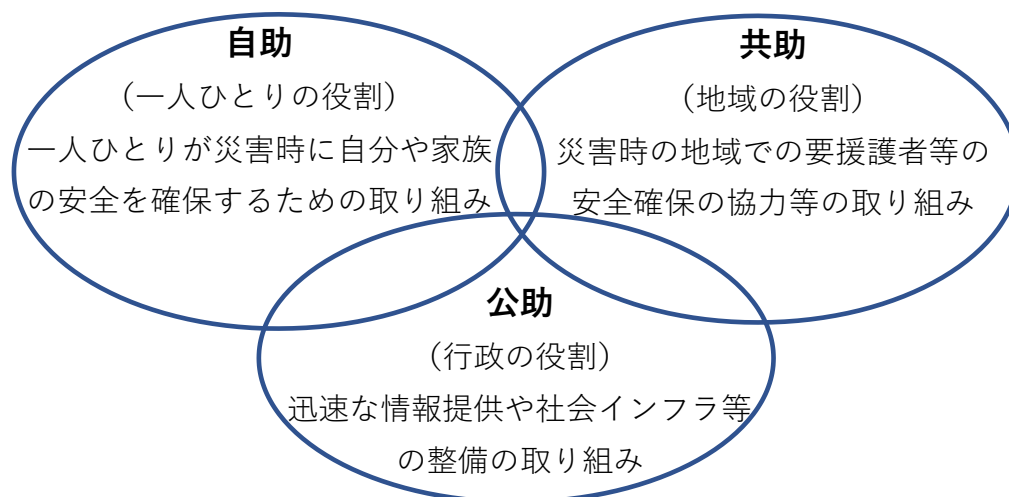 自助
(一人ひとりの役割)
一人ひとりが災害時に自分や家族
の安全を確保するための取り組み
共助
(地域の役割)
災害時の地域での要援護者等の
安全確保の協力等の取り組み
公助
(行政の役割)
迅速な情報提供や社会インフラ等
の整備の取り組み